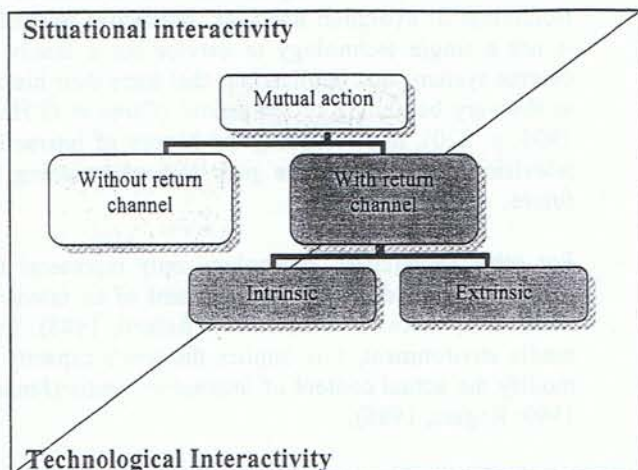 Situational interactivity
Mutual action
Without return
channel
With return
channel
Intrinsic
Extrinsic
Technological Interactivity